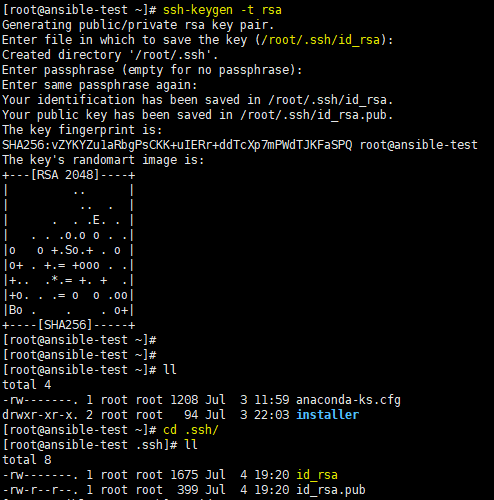 [root@ansible-test ~]# ssh-keygen -t rsa
Generating public/private rsa key pair.
Enter file in which to save the key (/root/.ssh/id_rsa):
Created directory '/root/.ssh'.
Enter passphrase (empty for no passphrase):
Enter same passphrase again:
Your identification has been saved in /root/.ssh/id_rsa.
Your public key has been saved in /root/.ssh/id_rsa.pub.
The key fingerprint is:
SHA256:vZYKYZu1aRbgPsCKK+uIERr+ddTcXp7mPWdTJKFaSPQ root@ansible-test
The key's randomart image is:
+---[RSA 2048]----+
|         ..      |
|          ..  .  |
|      .  . .E. . |
|   . . .o.o o . .|
|o   o +.So.+ . o |
|o+ . +.= +ooo . .|
|+..  .*.= +. +  .|
|+o. . .= o  o .oo|
|Bo .    .    . o+|
+----[SHA256]-----+
[root@ansible-test ~]#
[root@ansible-test ~]#
[root@ansible-test ~]# ll
total 4
-rw-------. 1 root root 1208 Jul  3 11:59 anaconda-ks.cfg
drwxr-xr-x. 2 root root   94 Jul  3 22:03 installer
[root@ansible-test ~]# cd .ssh/
[root@ansible-test .ssh]# ll
total 8
-rw-------. 1 root root 1675 Jul  4 19:20 id_rsa
-rw-r--r--. 1 root root  399 Jul  4 19:20 id_rsa.pub